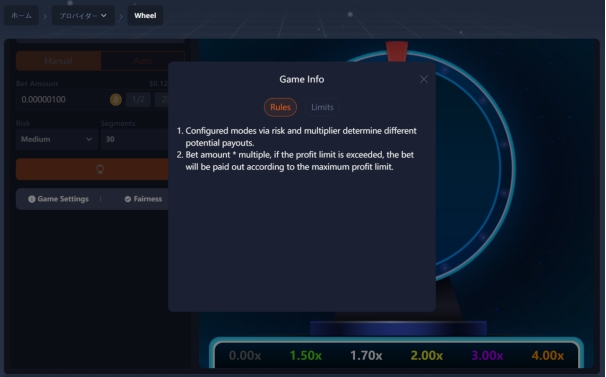 ホーム
プロバイダー
Wheel
Manual
Auto
Bet Amount
$0.12
0.00000100
1/2
2
Risk
Segments
Medium
30
Game Settings
Fairness
Game Info
Rules
Limits
1. Configured modes via risk and multiplier determine different
potential payouts.
2. Bet amount * multiple, if the profit limit is exceeded, the bet
will be paid out according to the maximum profit limit.
0.00x
1.50x
1.70x
2.00x
3.00x
4.00x